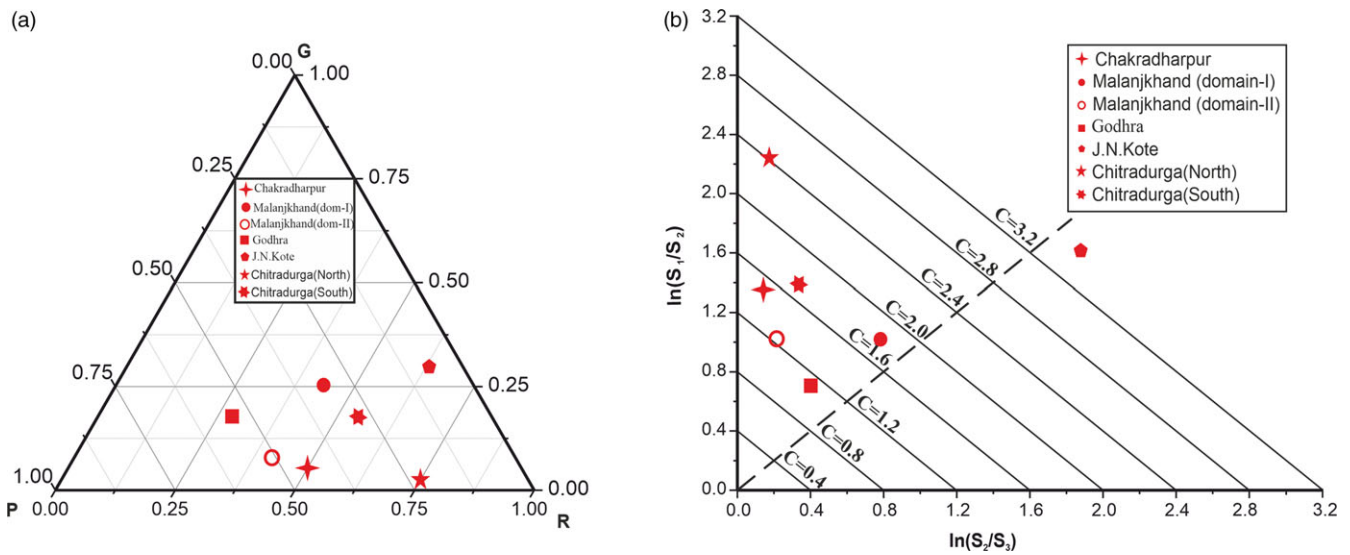 (a)
G
0.00
1.00
0.25
0.75
Chakradharpur
Malanjkhand(dom-I)
Malanjkhand(dom-II)
Godhra
J.N.Kote
Chitradurga(North)
Chitradurga(South)
0.50
0.50
0.75
0.25
1.00
0.00
P
0.00
0.25
0.50
0.75
1.00
R
(b)
3.2
2.8
2.4
2.0
1.6
1.2
0.8
0.4
0.0
ln(S1/S2)
Chakradharpur
Malanjkhand (domain-I)
Malanjkhand (domain-II)
Godhra
J.N.Kote
Chitradurga(North)
Chitradurga(South)
C=3.2
C=2.8
C=2.4
C=2.0
C=1.6
C=1.2
C=0.8
C=0.4
0.0
0.4
0.8
1.2
1.6
2.0
2.4
2.8
3.2
ln(S2/S3)